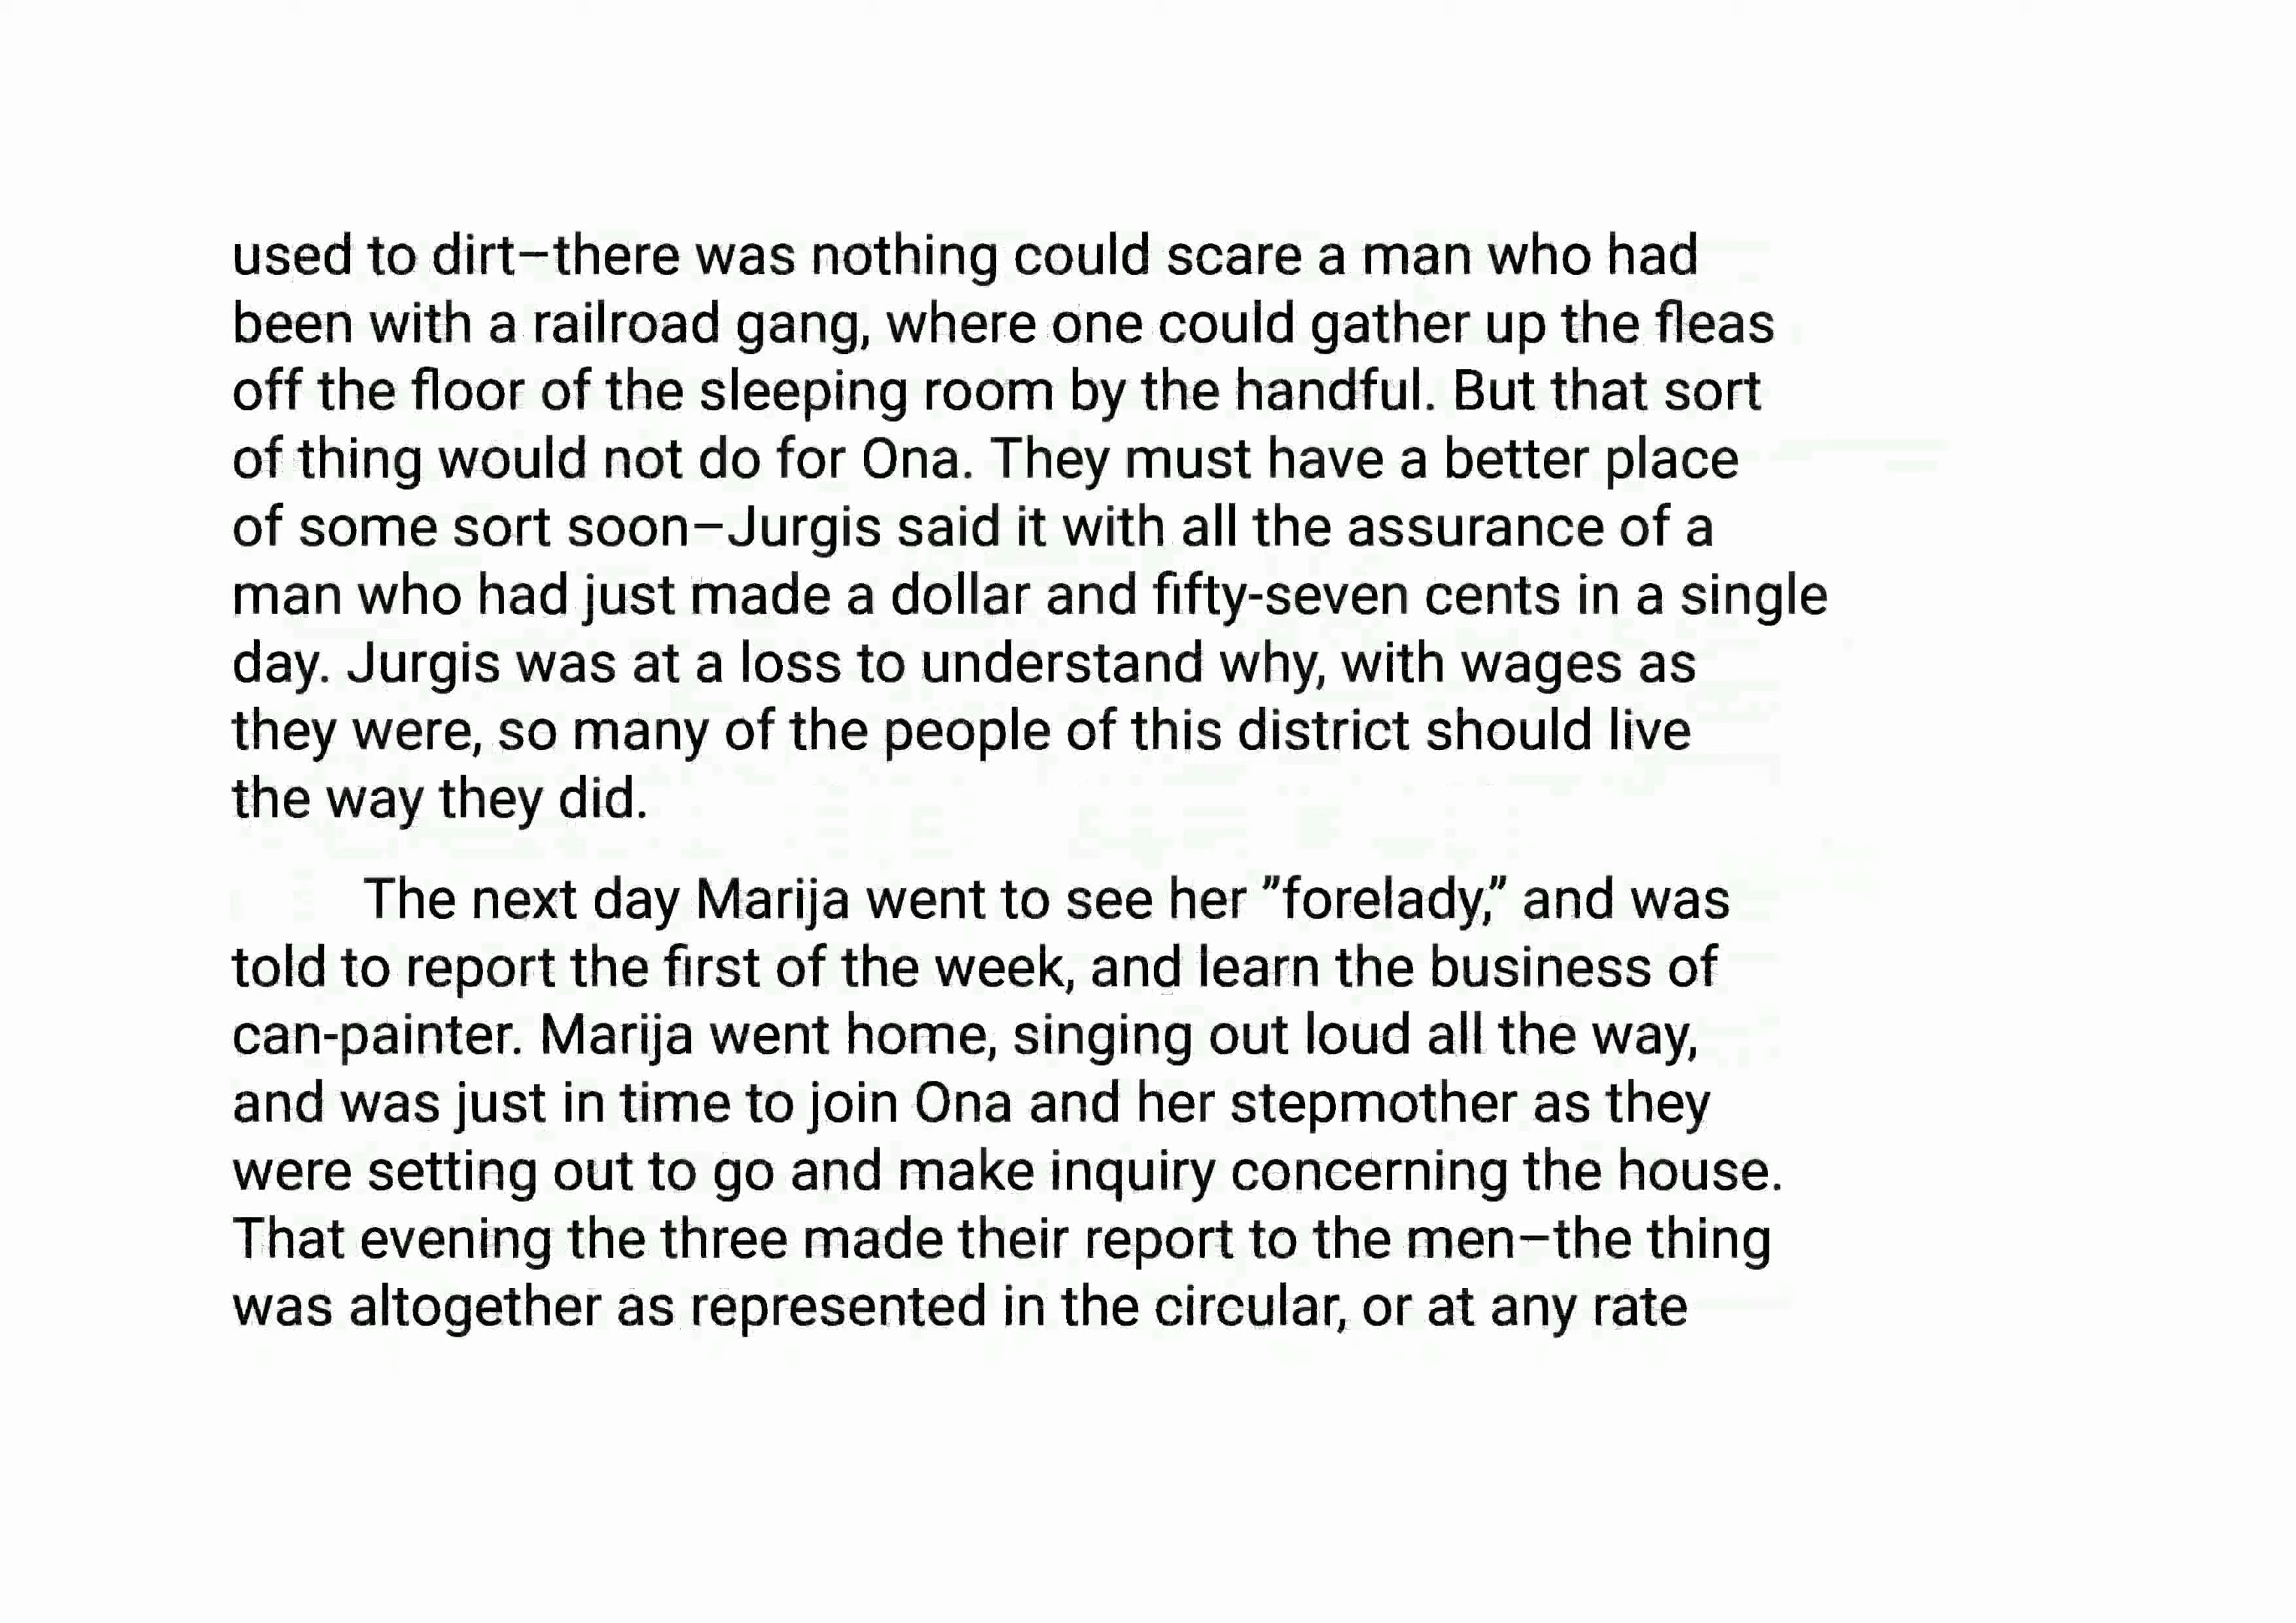 used to dirt–there was nothing could scare a man who had
been with a railroad gang, where one could gather up the fleas
off the floor of the sleeping room by the handful. But that sort
of thing would not do for Ona. They must have a better place
of some sort soon–Jurgis said it with all the assurance of a
man who had just made a dollar and fifty-seven cents in a single
day. Jurgis was at a loss to understand why, with wages as
they were, so many of the people of this district should live
the way they did.
The next day Marija went to see her ”forelady,” and was
told to report the first of the week, and learn the business of
can-painter. Marija went home, singing out loud all the way,
and was just in time to join Ona and her stepmother as they
were setting out to go and make inquiry concerning the house.
That evening the three made their report to the men–the thing
was altogether as represented in the circular, or at any rate